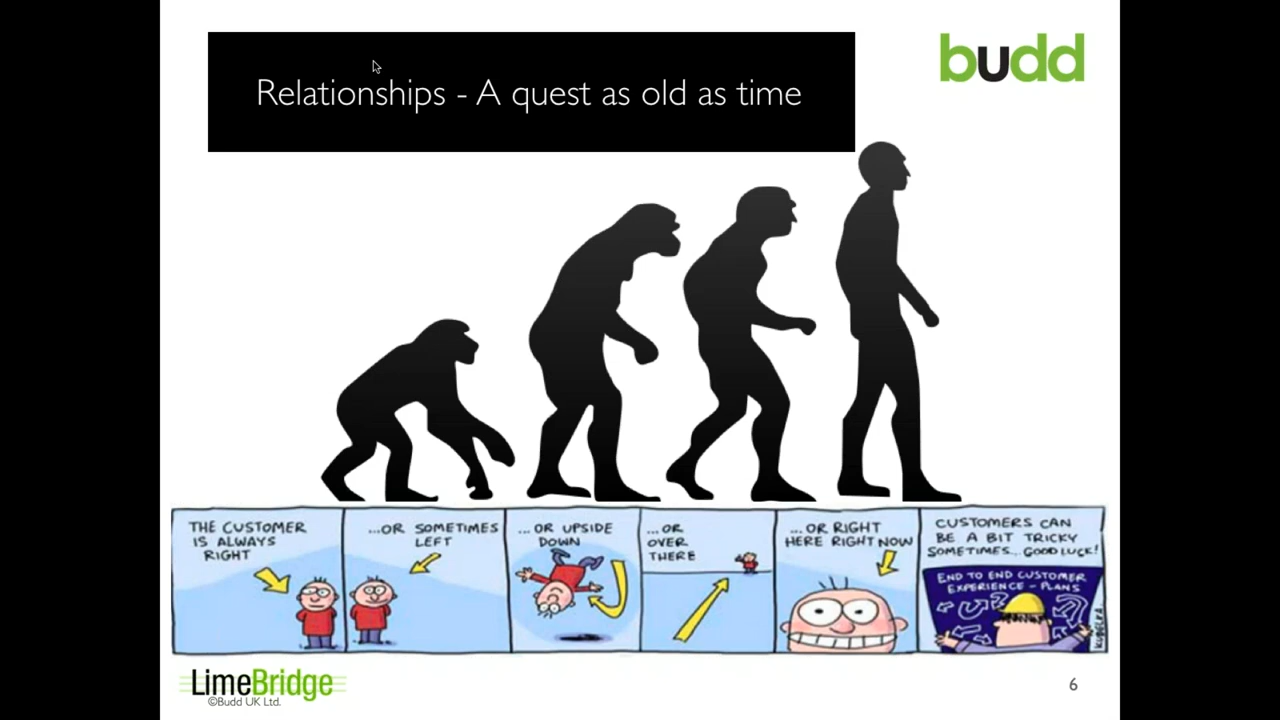 Relationships - A quest as old as time
budd
THE CUSTOMER
IS ALWAYS
RIGHT
...OR SOMETIMES
LEFT
...OR UPSIDE
DOWN
...OR
OVER
THERE
...OR RIGHT
HERE RIGHT NOW
CUSTOMERS CAN
BE A BIT TRICKY
SOMETIMES...GOOD LUCK!
END TO END CUSTOMER
EXPERIENCE - PLANS
KUDELKA
LimeBridge
©Budd UK Ltd.
6